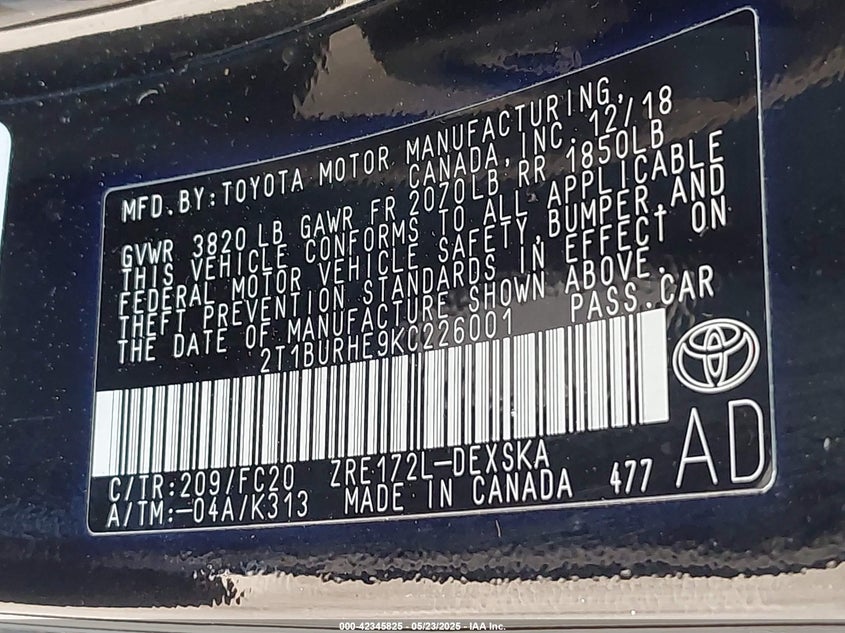 MFD.BY:TOYOTA MOTOR MANUFACTURING,
CANADA, INC. 12/18
GVWR 3820 LB GAWR FR 2070LB RR 1850LB
THIS VEHICLE CONFORMS TO ALL APPLICABLE
FEDERAL MOTOR VEHICLE SAFETY,BUMPER,AND
THEFT PREVENTION STANDARDS IN EFFECT ON
THE DATE OF MANUFACTURE SHOWN ABOVE.
2T1BURHE9KC226001 PASS.CAR
C/TR:209/FC20 ZRE172L-DEXSKA
A/TM:-04A/K313 MADE IN CANADA 477 AD
000-42345825 - 05/23/2025 - IAA Inc.